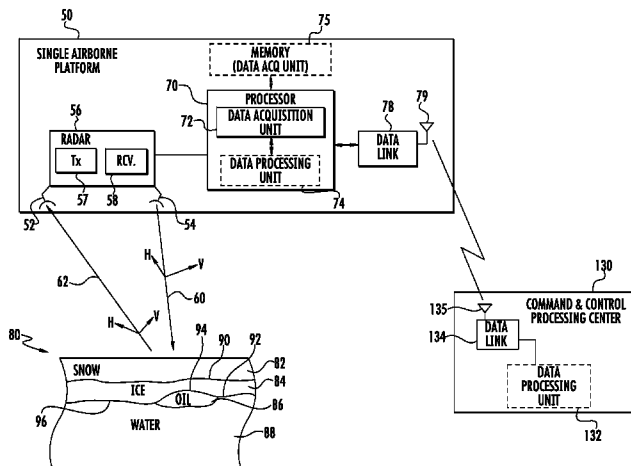 50
75
SINGLE AIRBORNE
PLATFORM
MEMORY
(DATA ACQ UNIT)
70
PROCESSOR
72
DATA ACQUISITION
UNIT
DATA PROCESSING
UNIT
74
78
79
DATA
LINK
56
RADAR
Tx
RCV.
57
58
52
54
H
V
62
60
H
V
130
135
COMMAND & CONTROL
PROCESSING CENTER
134
DATA
LINK
DATA
PROCESSING
UNIT
132
80
94
90
92
SNOW
82
ICE
84
OIL
86
96
WATER
88